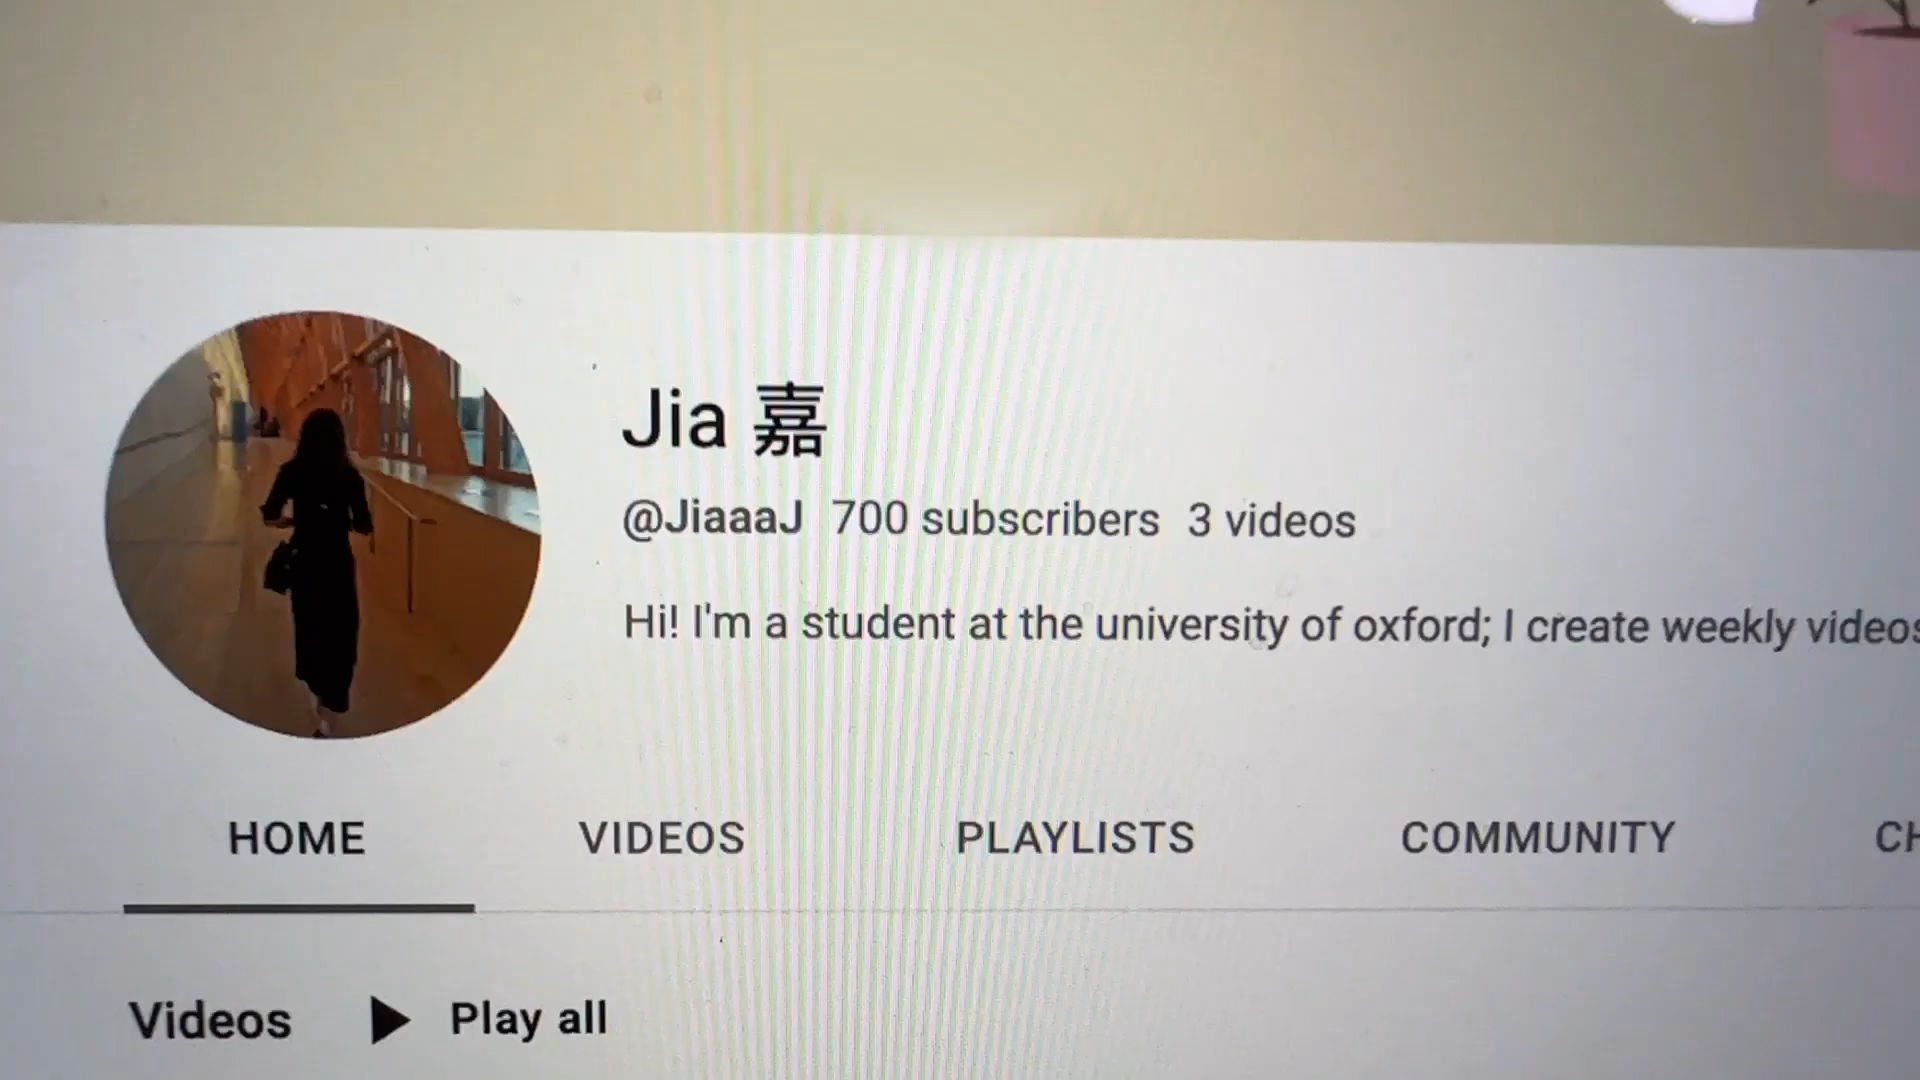 Jia 嘉
@JiaaaJ 700 subscribers 3 videos
Hi! I'm a student at the university of oxford; I create weekly videos
HOME VIDEOS PLAYLISTS COMMUNITY CH
Videos ▶ Play all